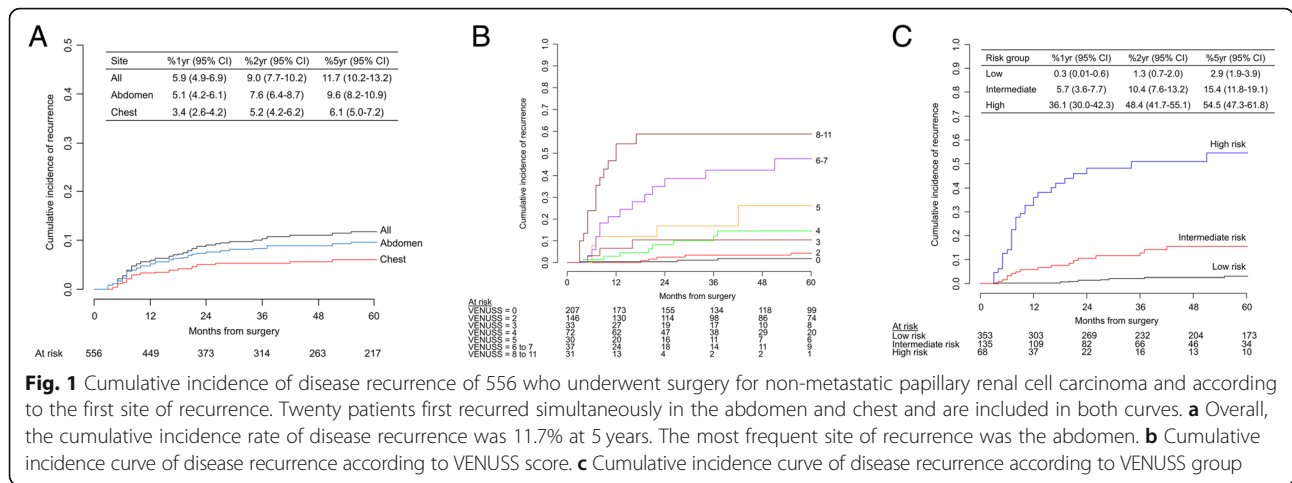 A
Cumulative incidence of recurrence
0.5
0.4
0.3
0.2
0.1
0.0
Site %1yr (95% CI) %2yr (95% CI) %5yr (95% CI)
All 5.9 (4.9-6.9) 9.0 (7.7-10.2) 11.7 (10.2-13.2)
Abdomen 5.1 (4.2-6.1) 7.6 (6.4-8.7) 9.6 (8.2-10.9)
Chest 3.4 (2.6-4.2) 5.2 (4.2-6.2) 6.1 (5.0-7.2)
All
Abdomen
Chest
0 12 24 36 48 60
Months from surgery
At risk 556 449 373 314 263 217
B
Cumulative incidence of recurrence
1.0
0.9
0.8
0.7
0.6
0.5
0.4
0.3
0.2
0.1
0.0
8-11
6-7
5
4
3
2
0
0 12 24 36 48 60
Months from surgery
At risk
VENUSS = 0 207 173 155 134 118 99
VENUSS = 2 146 130 114 98 86 74
VENUSS = 3 33 27 19 17 10 8
VENUSS = 4 72 62 47 38 29 20
VENUSS = 5 30 20 16 11 7 6
VENUSS = 6 to 7 37 24 18 14 11 9
VENUSS = 8 to 11 31 13 4 2 2 1
C
Cumulative incidence of recurrence
1.0
0.9
0.8
0.7
0.6
0.5
0.4
0.3
0.2
0.1
0.0
Risk group %1yr (95% CI) %2yr (95% CI) %5yr (95% CI)
Low 0.3 (0.01-0.6) 1.3 (0.7-2.0) 2.9 (1.9-3.9)
Intermediate 5.7 (3.6-7.7) 10.4 (7.6-13.2) 15.4 (11.8-19.1)
High 36.1 (30.0-42.3) 48.4 (41.7-55.1) 54.5 (47.3-61.8)
High risk
Intermediate risk
Low risk
0 12 24 36 48 60
Months from surgery
At risk
Low risk 353 303 269 232 204 173
Intermediate risk 135 109 82 66 46 34
High risk 68 37 22 16 13 10
Fig. 1 Cumulative incidence of disease recurrence of 556 who underwent surgery for non-metastatic papillary renal cell carcinoma and according
to the first site of recurrence. Twenty patients first recurred simultaneously in the abdomen and chest and are included in both curves. a Overall,
the cumulative incidence rate of disease recurrence was 11.7% at 5 years. The most frequent site of recurrence was the abdomen. b Cumulative
incidence curve of disease recurrence according to VENUSS score. c Cumulative incidence curve of disease recurrence according to VENUSS group